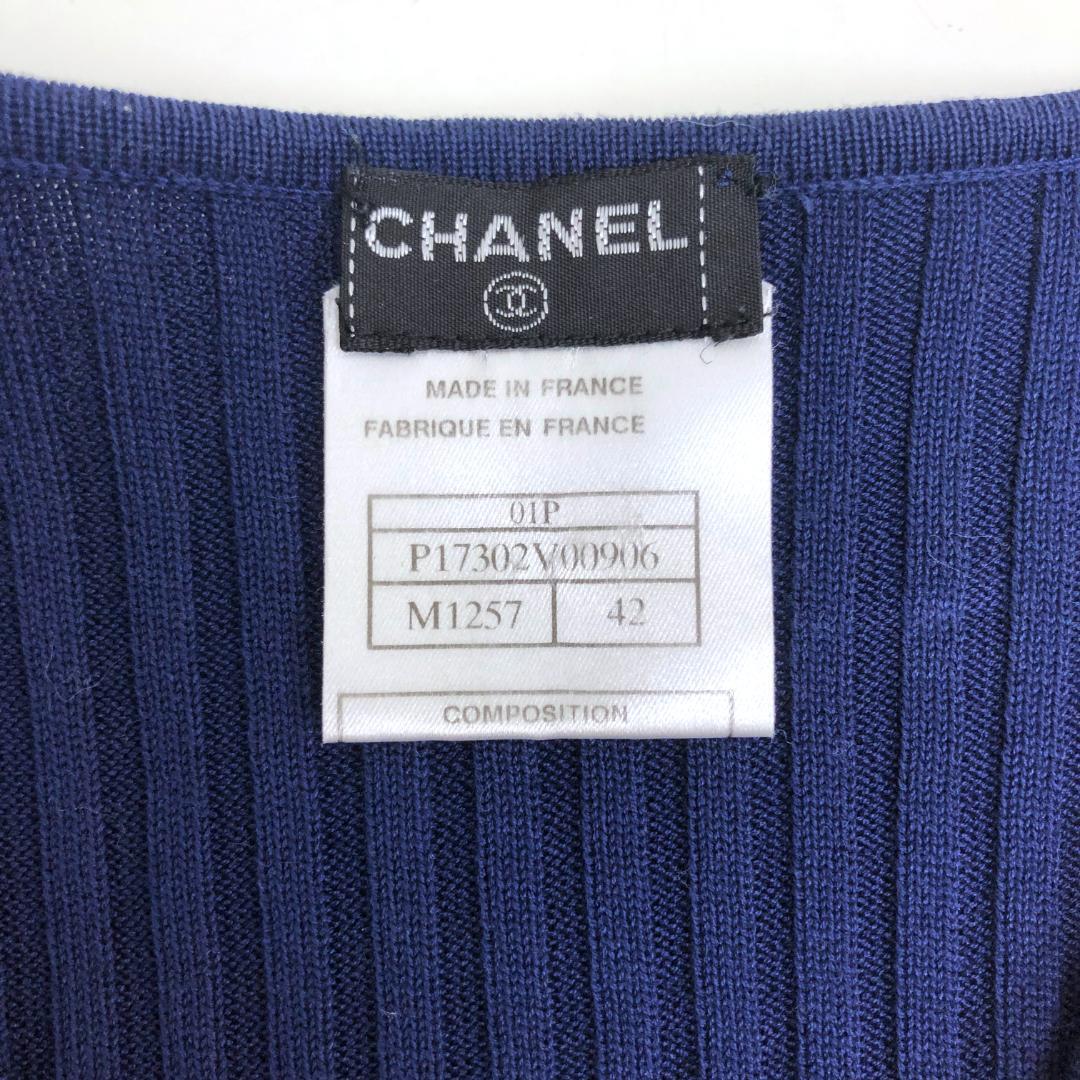 CHANEL
MADE IN FRANCE
FABRIQUE EN FRANCE
01P
P17302V00906
M1257 42
COMPOSITION